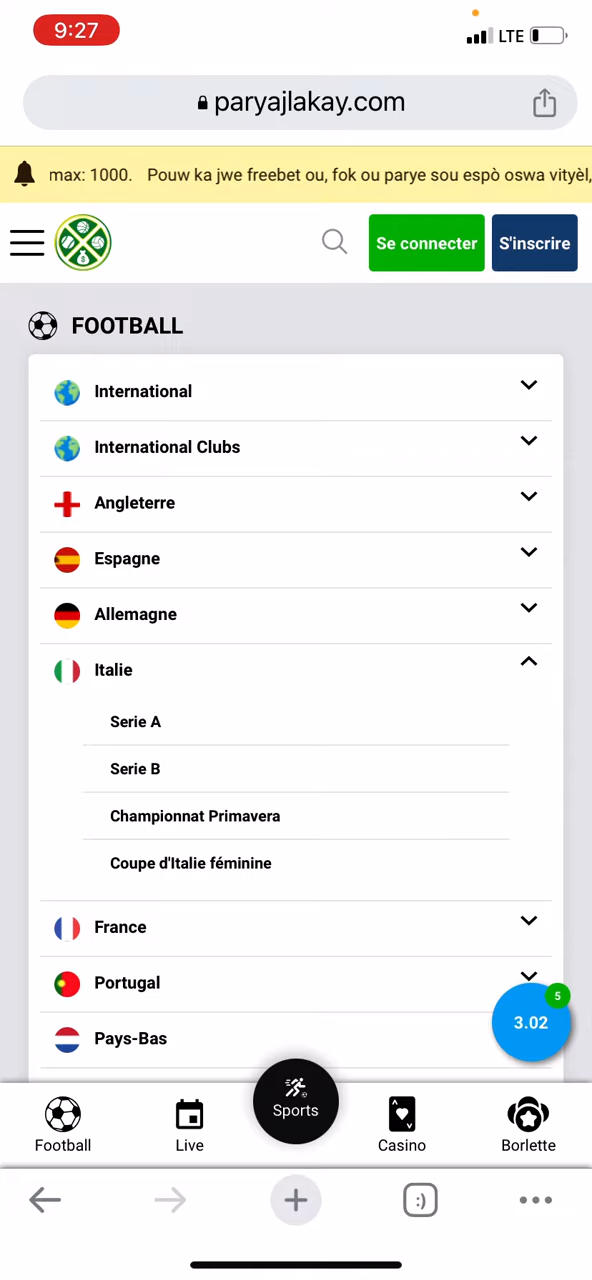 9:27
LTE
paryajlakay.com
max: 1000. Pouw ka jwe freebet ou, fok ou parye sou espò oswa vityèl,
Se connecter
S'inscrire
FOOTBALL
International
International Clubs
Angleterre
Espagne
Allemagne
Italie
Serie A
Serie B
Championnat Primavera
Coupe d'Italie féminine
France
Portugal
5
3.02
Pays-Bas
Sports
Football
Live
Casino
Borlette
:)